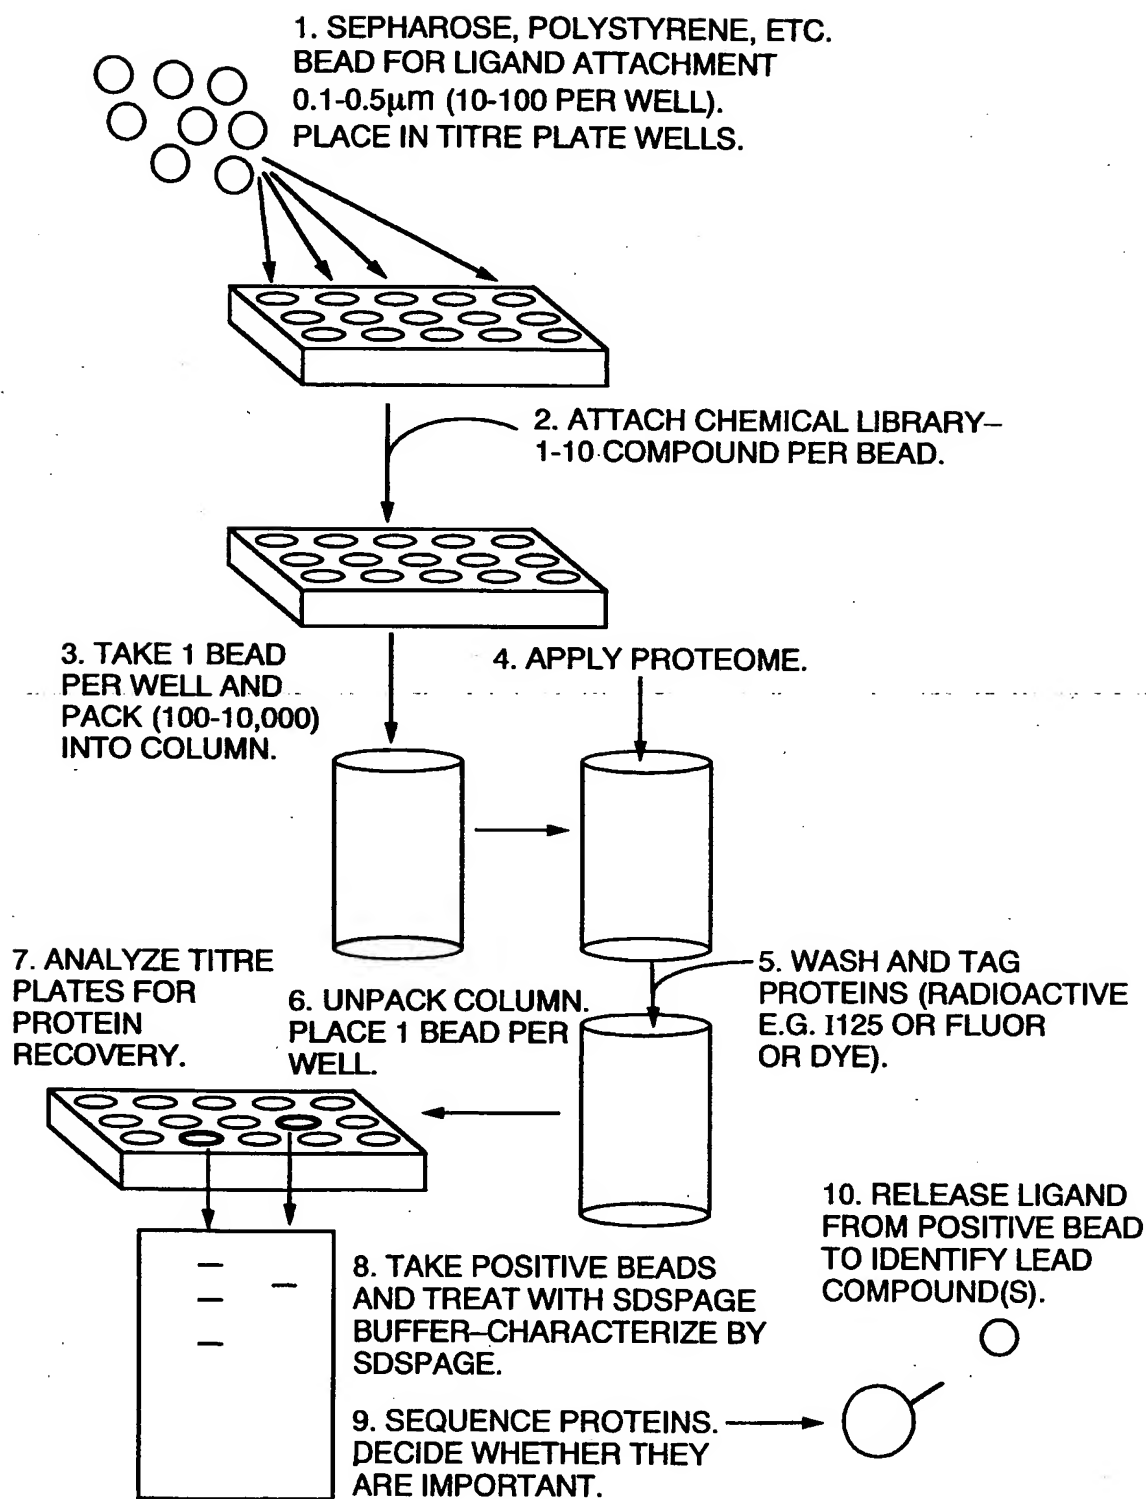 1. SEPHAROSE, POLYSTYRENE, ETC.
BEAD FOR LIGAND ATTACHMENT
0.1-0.5μm (10-100 PER WELL).
PLACE IN TITRE PLATE WELLS.
2. ATTACH CHEMICAL LIBRARY–
1-10 COMPOUND PER BEAD.
3. TAKE 1 BEAD
PER WELL AND
PACK (100-10,000)
INTO COLUMN.
4. APPLY PROTEOME.
5. WASH AND TAG
PROTEINS (RADIOACTIVE
E.G. I125 OR FLUOR
OR DYE).
6. UNPACK COLUMN.
PLACE 1 BEAD PER
WELL.
7. ANALYZE TITRE
PLATES FOR
PROTEIN
RECOVERY.
8. TAKE POSITIVE BEADS
AND TREAT WITH SDSPAGE
BUFFER–CHARACTERIZE BY
SDSPAGE.
9. SEQUENCE PROTEINS.
DECIDE WHETHER THEY
ARE IMPORTANT.
10. RELEASE LIGAND
FROM POSITIVE BEAD
TO IDENTIFY LEAD
COMPOUND(S).